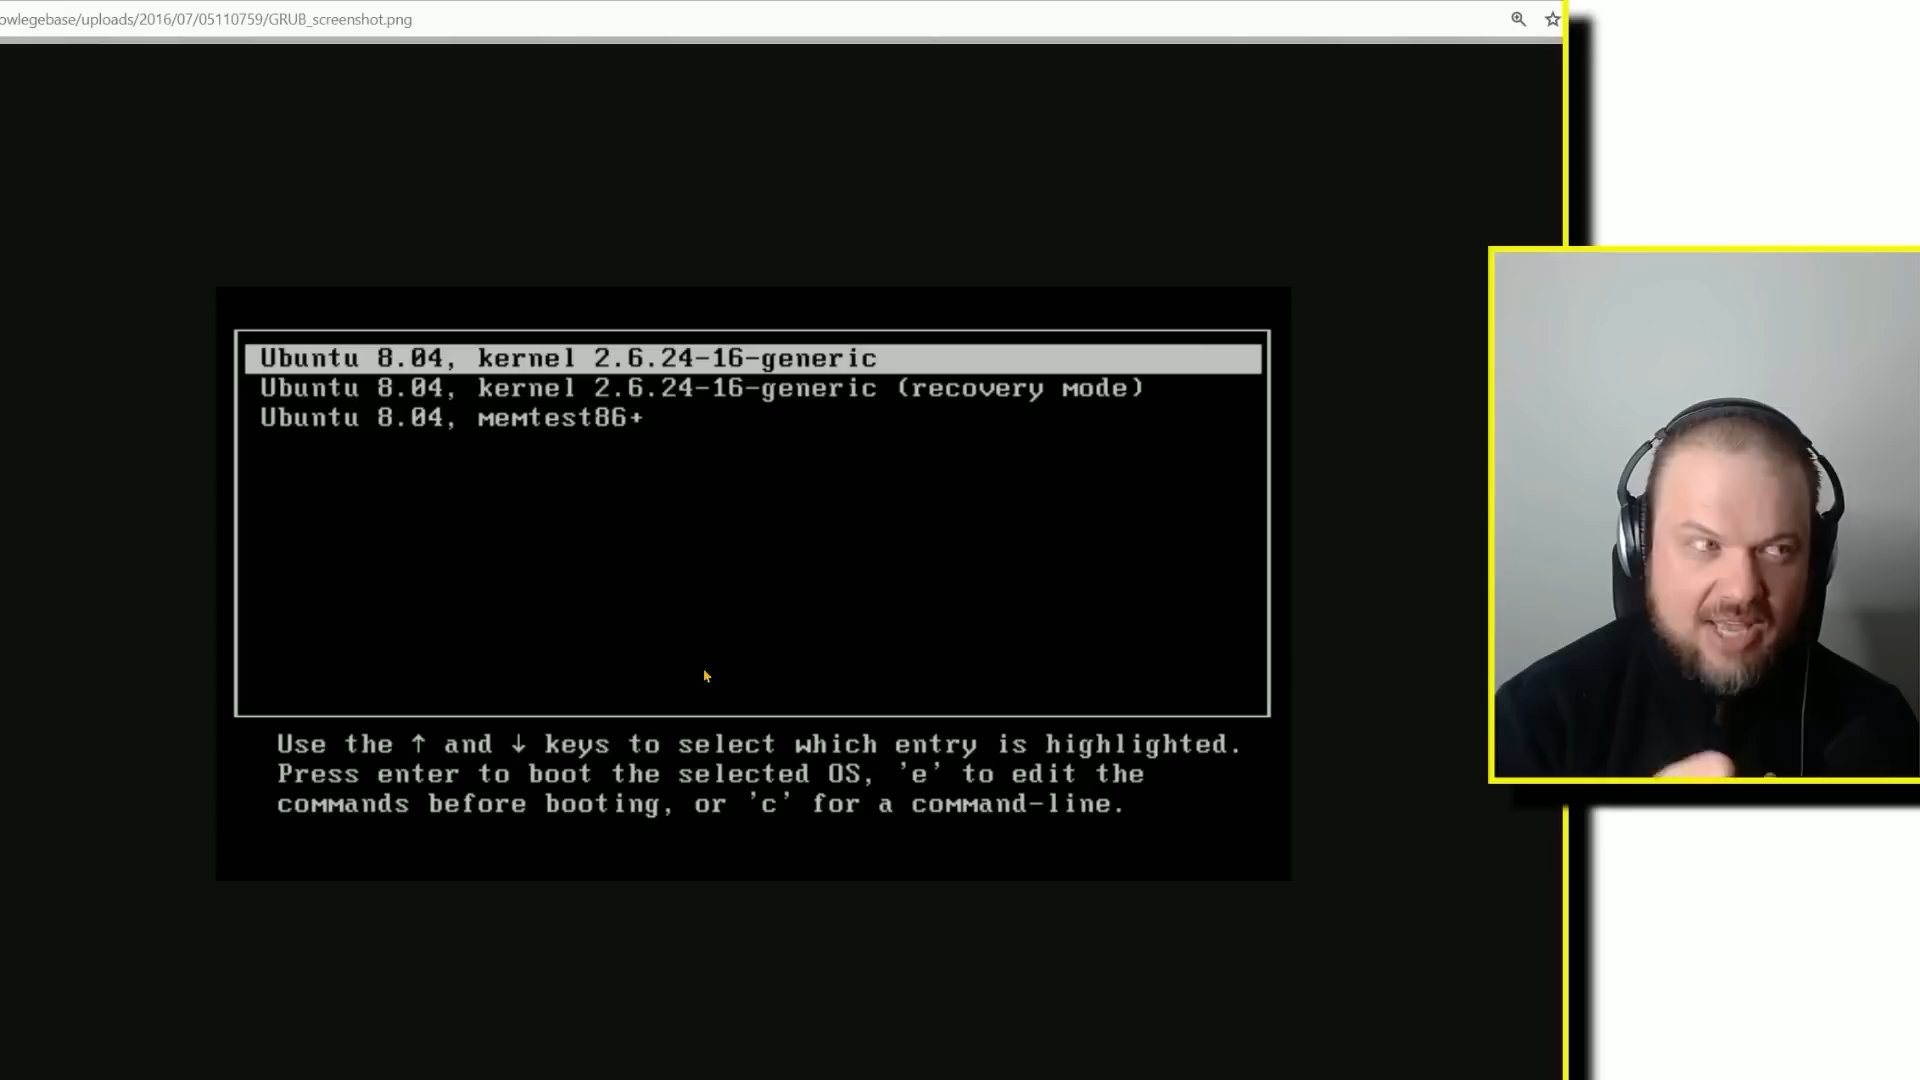 owlegebase/uploads/2016/07/05110759/GRUB_screenshot.png
Ubuntu 8.04, kernel 2.6.24-16-generic
Ubuntu 8.04, kernel 2.6.24-16-generic (recovery mode)
Ubuntu 8.04, memtest86+
Use the ↑ and ↓ keys to select which entry is highlighted.
Press enter to boot the selected OS, 'e' to edit the
commands before booting, or 'c' for a command-line.